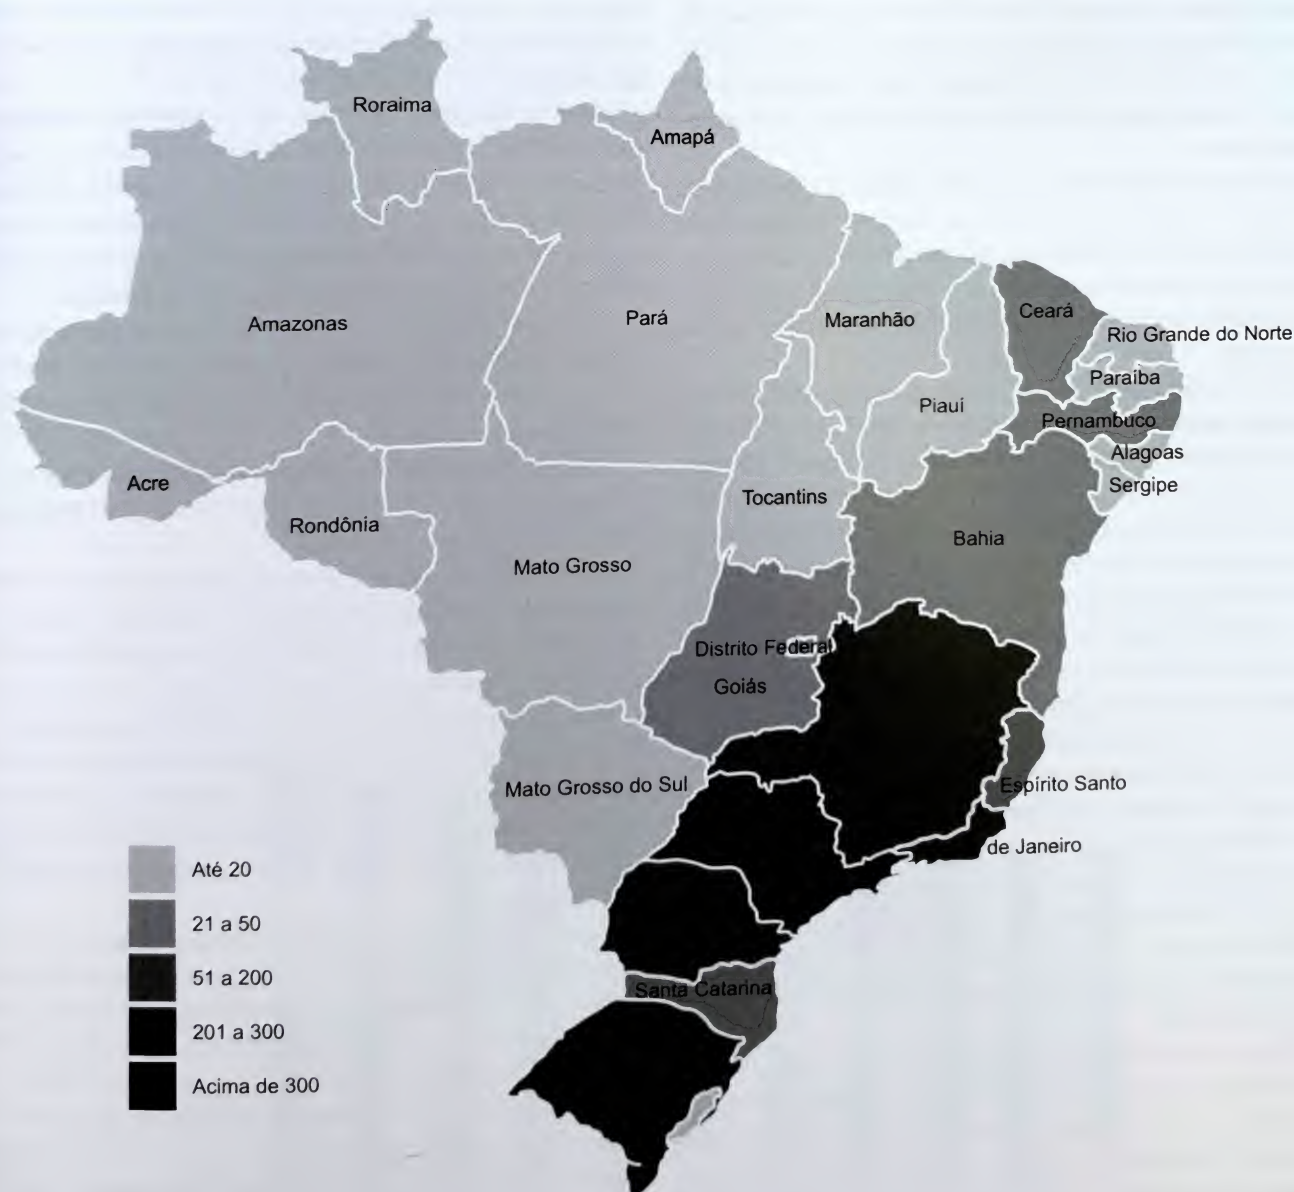 Roraima
Amapá
Amazonas
Pará
Maranhão
Ceará
Rio Grande do Norte
Paraíba
Piauí
Pernambuco
Alagoas
Sergipe
Acre
Rondônia
Tocantins
Mato Grosso
Bahia
Distrito Federal
Goiás
Mato Grosso do Sul
Espírito Santo
de Janeiro
Santa Catarina
Até 20
21 a 50
51 a 200
201 a 300
Acima de 300